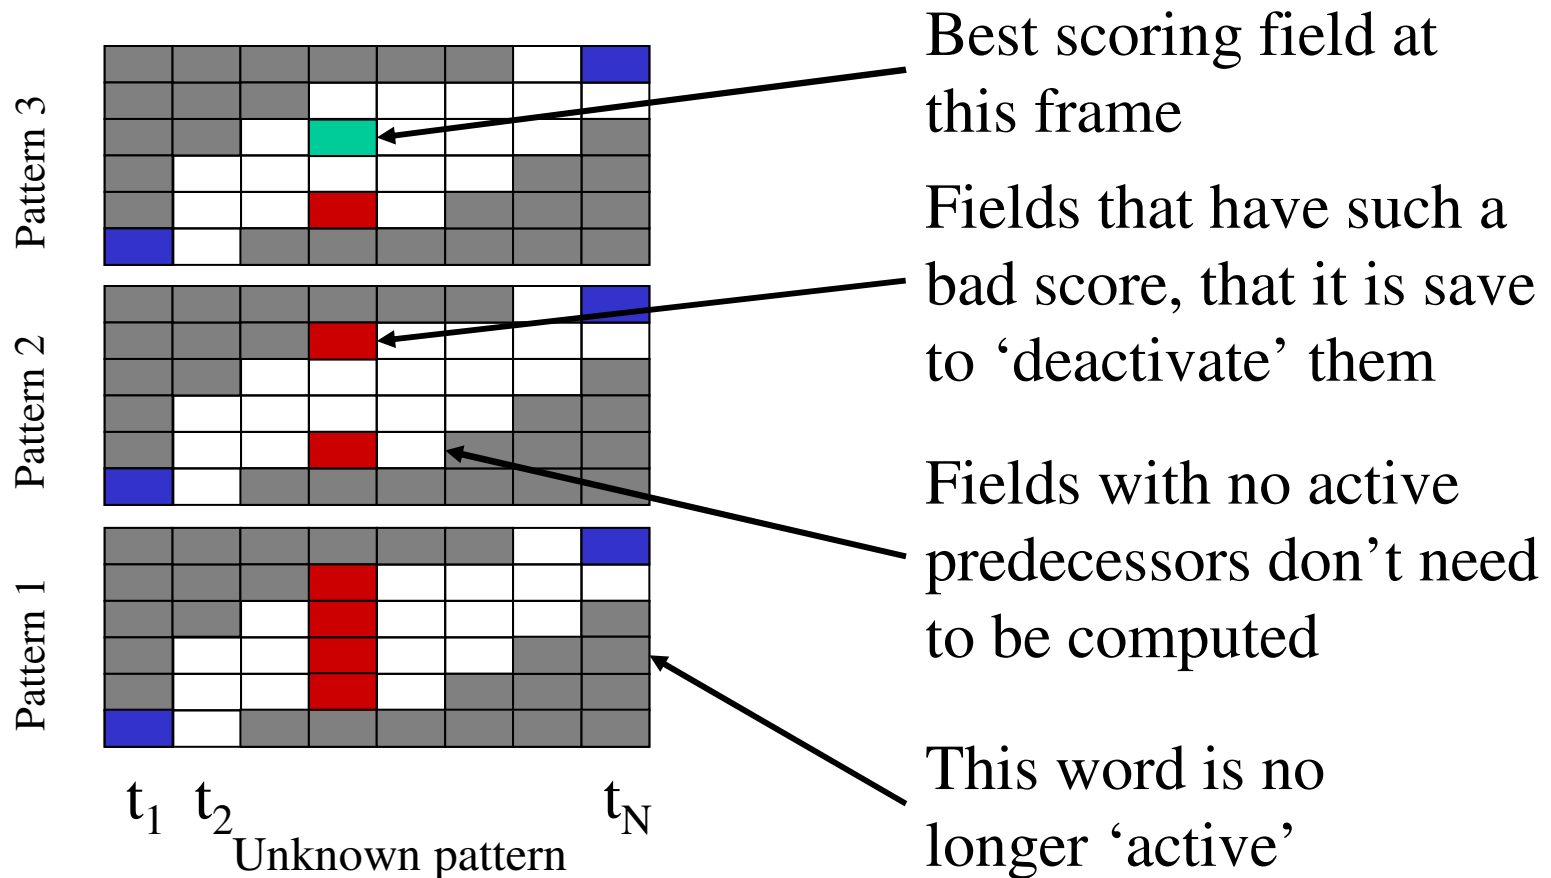 Best scoring field at
this frame
Fields that have such a
bad score, that it is save
to ‘deactivate’ them
Fields with no active
predecessors don’t need
to be computed
This word is no
longer ‘active’
Pattern 3
Pattern 2
Pattern 1
t1 t2 tN
Unknown pattern